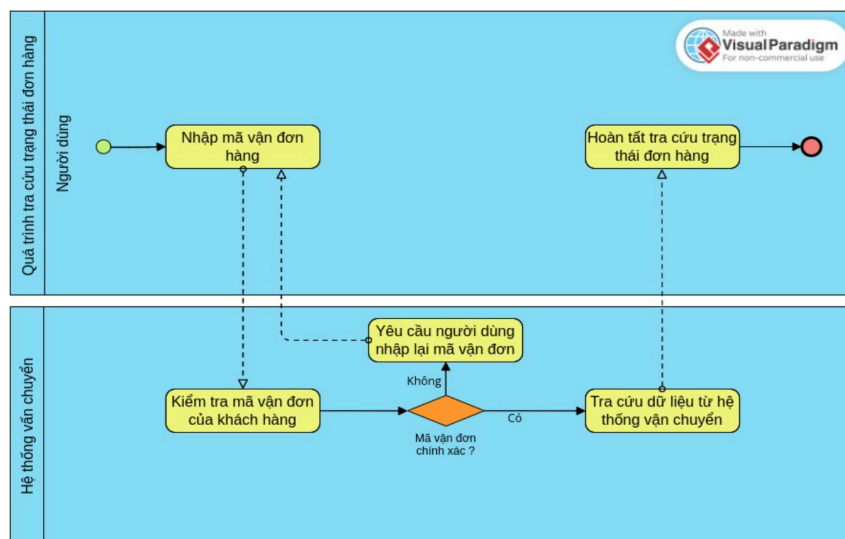 Made with
Visual Paradigm
For non-commercial use
Quá trình tra cứu trạng thái đơn hàng
Người dùng
Nhập mã vận đơn
hàng
Hoàn tất tra cứu trạng
thái đơn hàng
Hệ thống vấn chuyển
Yêu cầu người dùng
nhập lại mã vận đơn
Không
Kiểm tra mã vận đơn
của khách hàng
Mã vận đơn
chính xác ?
Có
Tra cứu dữ liệu từ hệ
thống vận chuyển